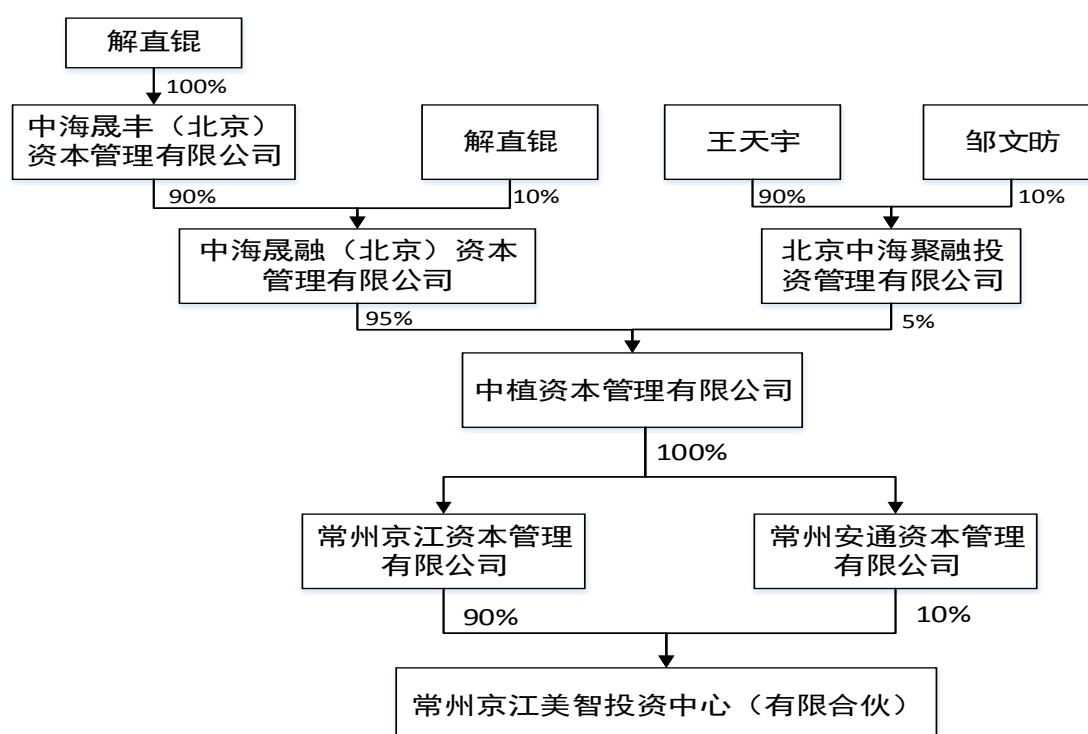 解直锟
100%
中海晟丰（北京）
资本管理有限公司
解直锟
王天宇
邹文昉
90%
10%
90%
10%
中海晟融（北京）资本
管理有限公司
北京中海聚融投
资管理有限公司
95%
5%
中植资本管理有限公司
100%
常州京江资本管理
有限公司
常州安通资本管理
有限公司
90%
10%
常州京江美智投资中心（有限合伙）